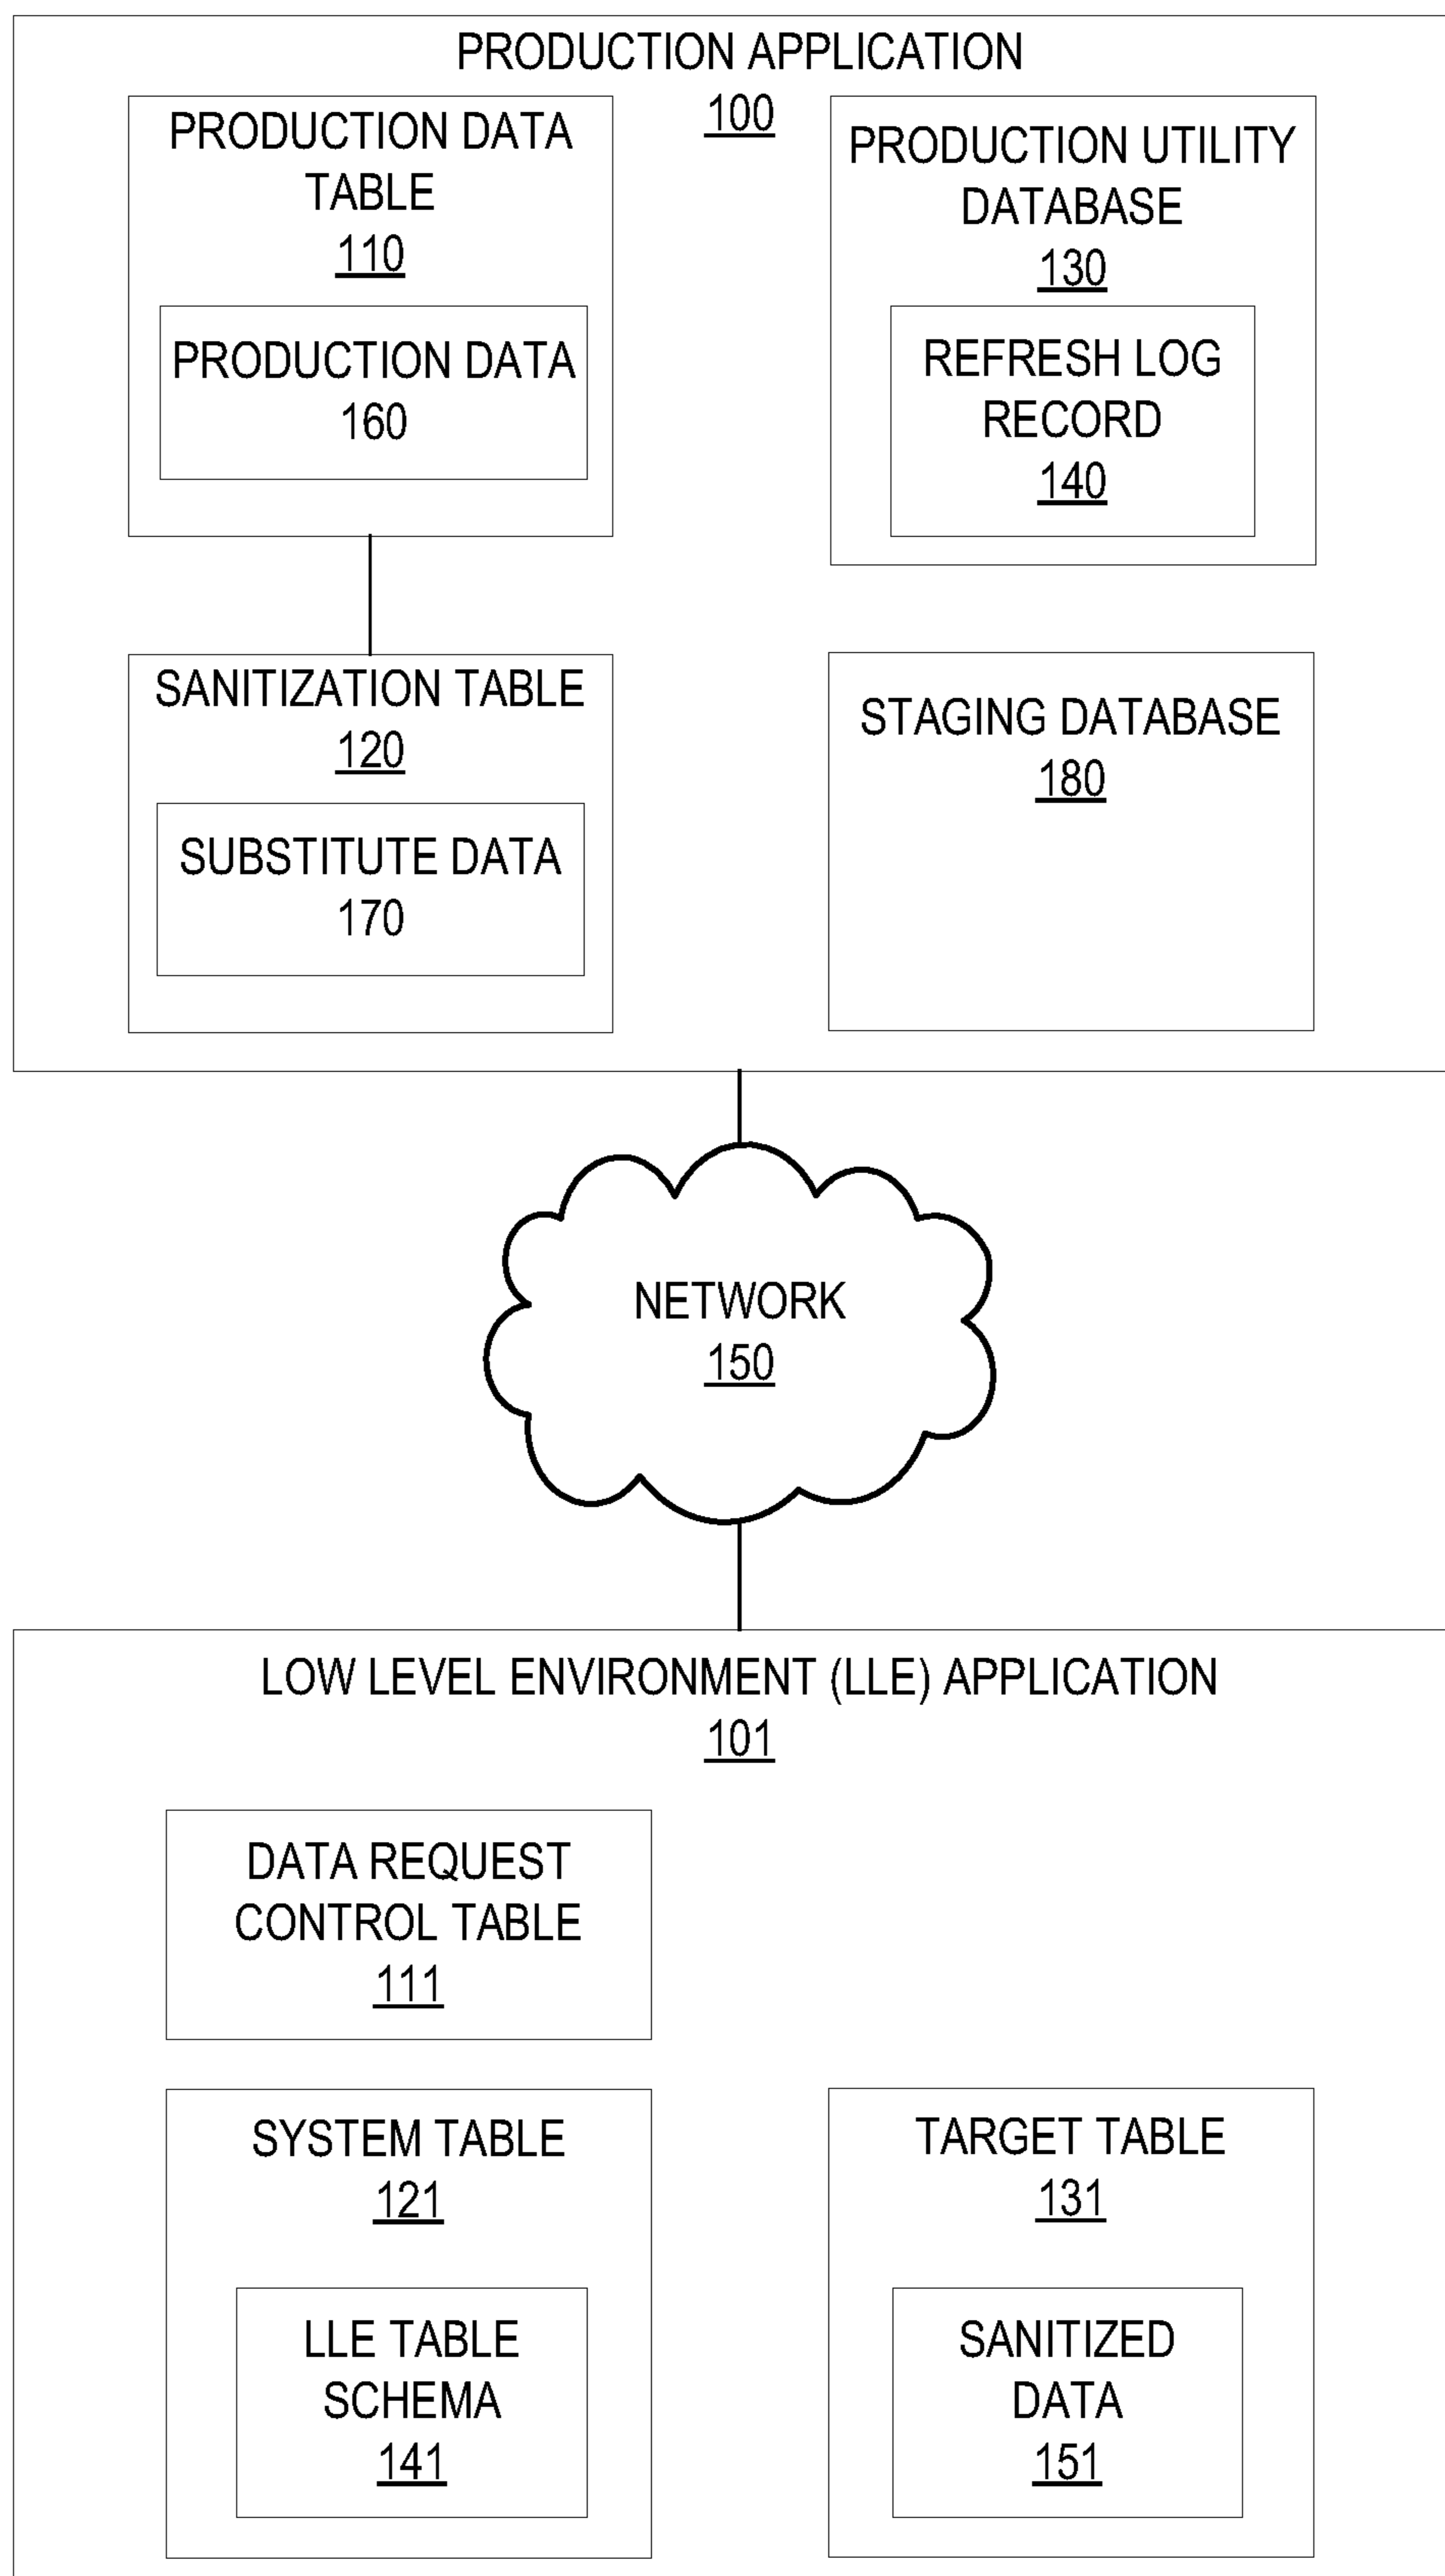 PRODUCTION APPLICATION
100
PRODUCTION DATA
TABLE
110
PRODUCTION DATA
160
PRODUCTION UTILITY
DATABASE
130
REFRESH LOG
RECORD
140
SANITIZATION TABLE
120
SUBSTITUTE DATA
170
STAGING DATABASE
180
NETWORK
150
LOW LEVEL ENVIRONMENT (LLE) APPLICATION
101
DATA REQUEST
CONTROL TABLE
111
SYSTEM TABLE
121
LLE TABLE
SCHEMA
141
TARGET TABLE
131
SANITIZED
DATA
151